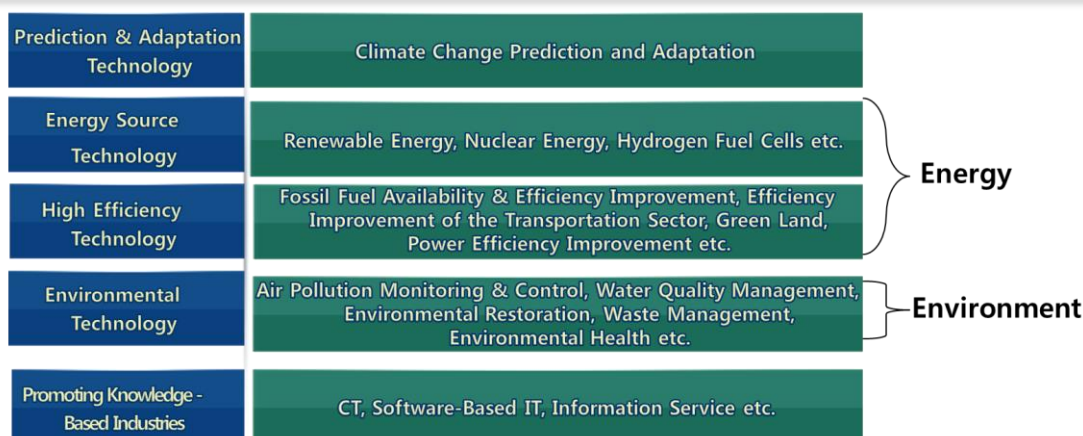 Prediction & Adaptation
Technology
Climate Change Prediction and Adaptation
Energy Source
Technology
Renewable Energy, Nuclear Energy, Hydrogen Fuel Cells etc.
High Efficiency
Technology
Fossil Fuel Availability & Efficiency Improvement, Efficiency
Improvement of the Transportation Sector, Green Land,
Power Efficiency Improvement etc.
Energy
Environmental
Technology
Air Pollution Monitoring & Control, Water Quality Management,
Environmental Restoration, Waste Management,
Environmental Health etc.
Environment
Promoting Knowledge -
Based Industries
CT, Software-Based IT, Information Service etc.